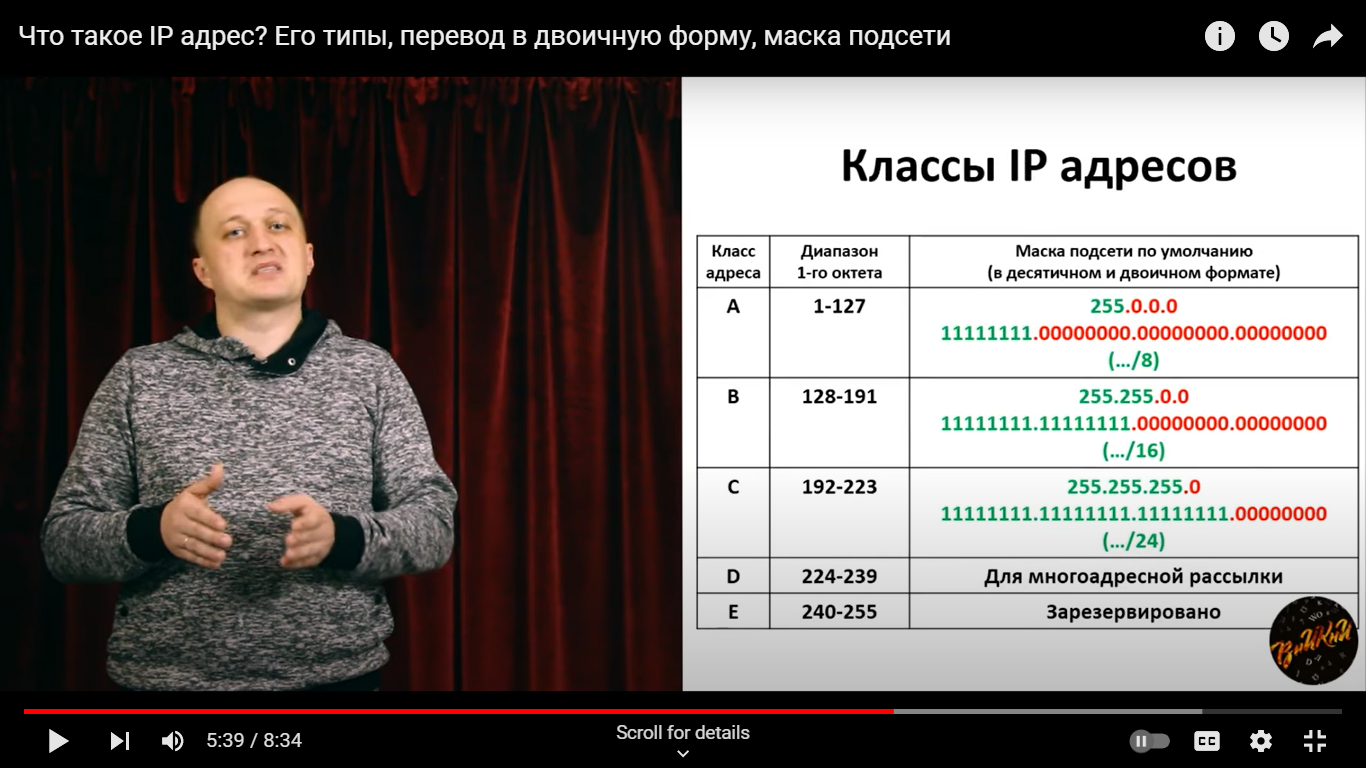 Что такое IP адрес? Его типы, перевод в двоичную форму, маска подсети
Классы IP адресов
Класс адреса
Диапазон 1-го октета
Маска подсети по умолчанию
(в десятичном и двоичном формате)
A
1-127
255.0.0.0
11111111.00000000.00000000.00000000
(.../8)
B
128-191
255.255.0.0
11111111.11111111.00000000.00000000
(.../16)
C
192-223
255.255.255.0
11111111.11111111.11111111.00000000
(.../24)
D
224-239
Для многоадресной рассылки
E
240-255
Зарезервировано
ВниКни
5:39 / 8:34
Scroll for details
CC